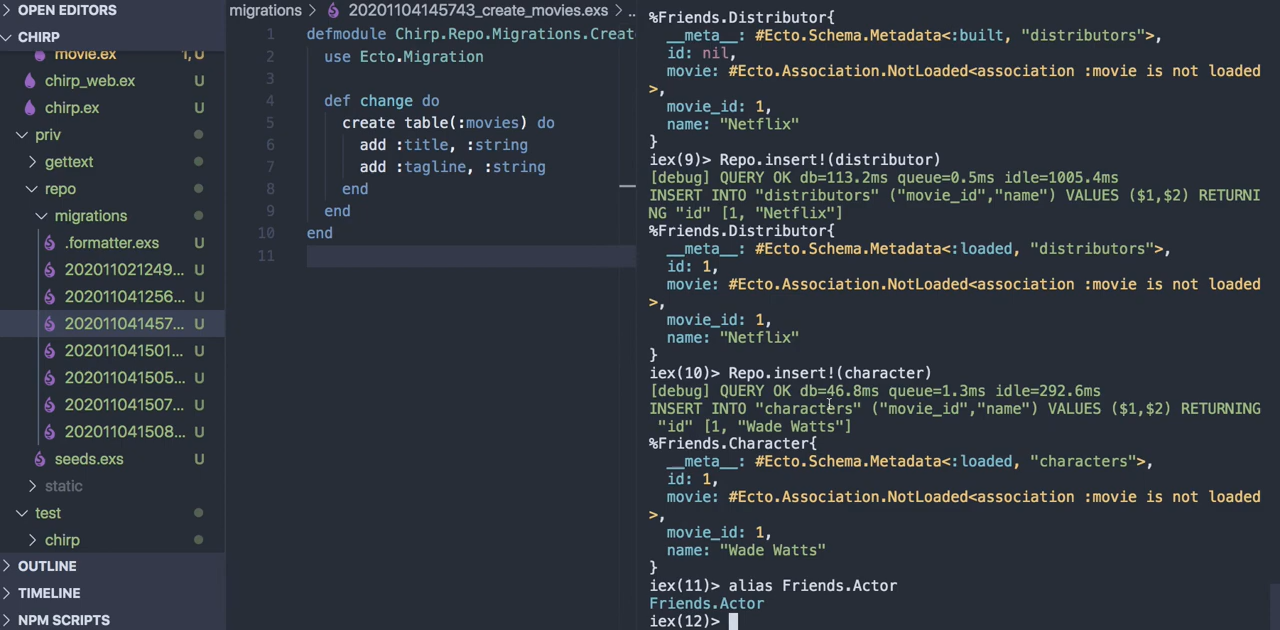 OPEN EDITORS
CHIRP
movie.ex 1, U
chirp_web.ex U
chirp.ex U
priv
gettext
repo
migrations
.formatter.exs U
202011021249... U
202011041256... U
202011041457... U
202011041501... U
202011041505... U
202011041507... U
202011041508... U
seeds.exs U
static
test
chirp
OUTLINE
TIMELINE
NPM SCRIPTS
migrations > 20201104145743_create_movies.exs > ..
1 defmodule Chirp.Repo.Migrations.Creat
2 use Ecto.Migration
3
4 def change do
5 create table(:movies) do
6 add :title, :string
7 add :tagline, :string
8 end
9 end
10 end
11
%Friends.Distributor{
__meta__: #Ecto.Schema.Metadata<:built, "distributors">,
id: nil,
movie: #Ecto.Association.NotLoaded<association :movie is not loaded
>,
movie_id: 1,
name: "Netflix"
}
iex(9)> Repo.insert!(distributor)
[debug] QUERY OK db=113.2ms queue=0.5ms idle=1005.4ms
INSERT INTO "distributors" ("movie_id","name") VALUES ($1,$2) RETURNI
NG "id" [1, "Netflix"]
%Friends.Distributor{
__meta__: #Ecto.Schema.Metadata<:loaded, "distributors">,
id: 1,
movie: #Ecto.Association.NotLoaded<association :movie is not loaded
>,
movie_id: 1,
name: "Netflix"
}
iex(10)> Repo.insert!(character)
[debug] QUERY OK db=46.8ms queue=1.3ms idle=292.6ms
INSERT INTO "characters" ("movie_id","name") VALUES ($1,$2) RETURNING
"id" [1, "Wade Watts"]
%Friends.Character{
__meta__: #Ecto.Schema.Metadata<:loaded, "characters">,
id: 1,
movie: #Ecto.Association.NotLoaded<association :movie is not loaded
>,
movie_id: 1,
name: "Wade Watts"
}
iex(11)> alias Friends.Actor
Friends.Actor
iex(12)>